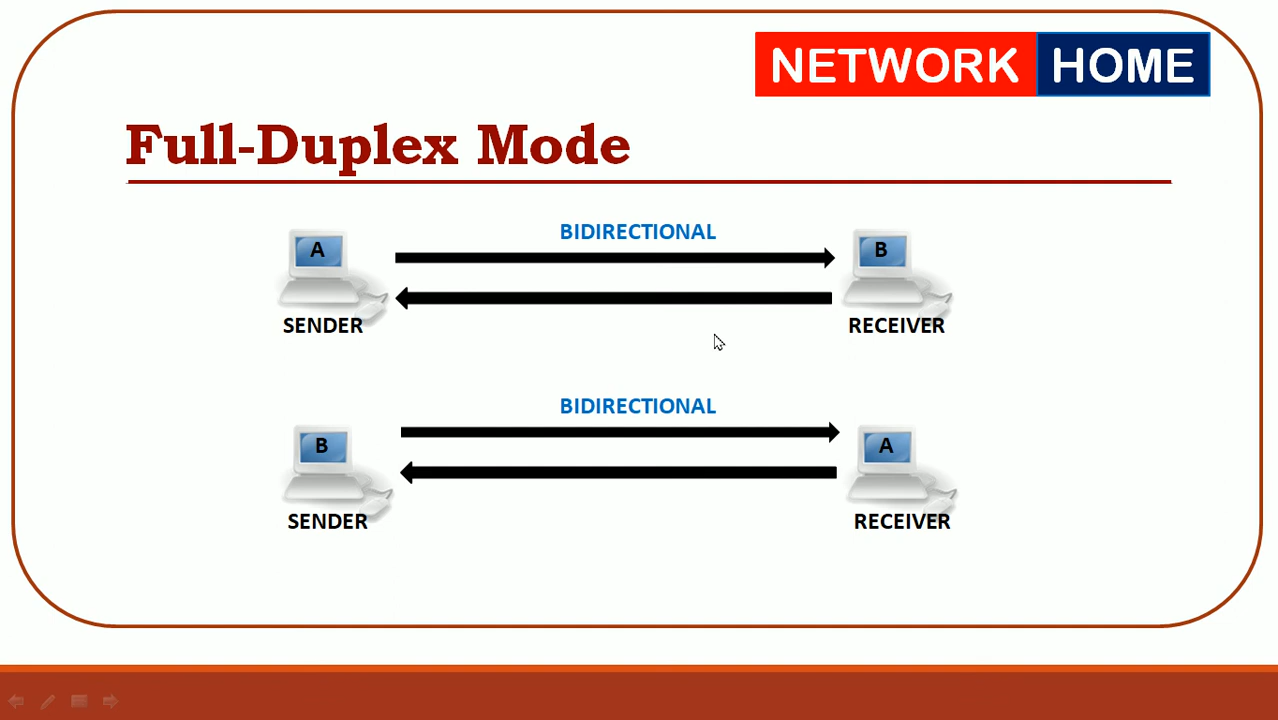 NETWORK HOME
Full-Duplex Mode
BIDIRECTIONAL
A
B
SENDER
RECEIVER
BIDIRECTIONAL
B
A
SENDER
RECEIVER